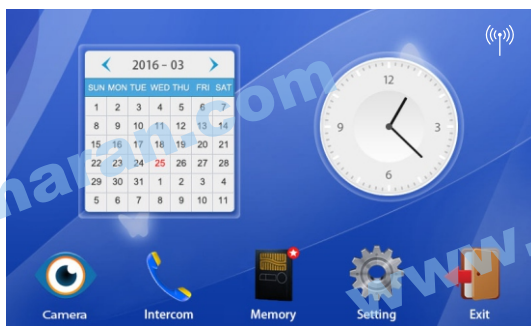 2016 - 03
SUN MON TUE WED THU FRI SAT
1 2 3 4 5 6 7
8 9 10 11 12 13 14
15 16 17 18 19 20 21
22 23 24 25 26 27 28
29 30 31 1 2 3 4
5 6 7 8 9 10 11
12
9 3
6
naran.com
www.
Camera Intercom Memory Setting Exit